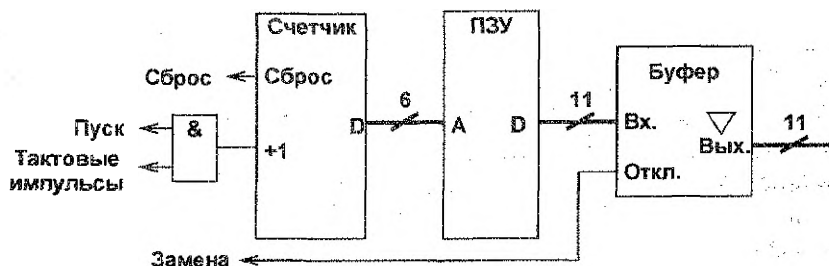 Счетчик
ПЗУ
Буфер
Сброс
Сброс
6
11
Пуск
&
D
A
D
Вх.
11
Тактовые
импульсы
+1
Вых.
Откл.
Замена